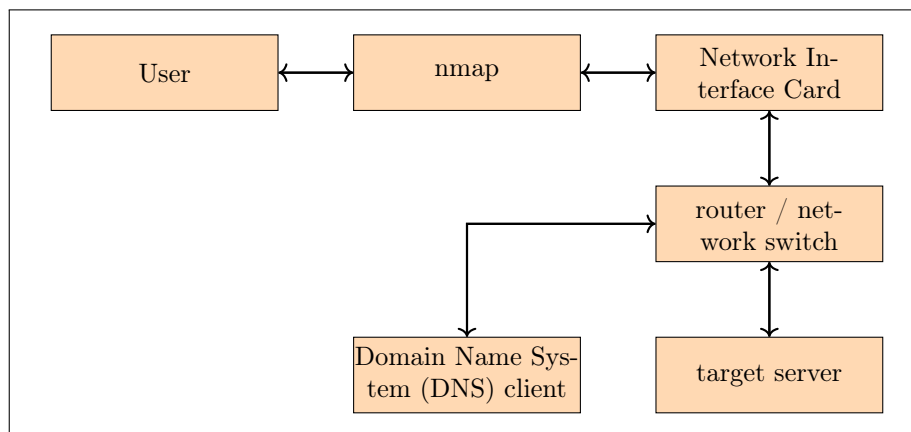 User
nmap
Network In-
terface Card
router / net-
work switch
Domain Name Sys-
tem (DNS) client
target server